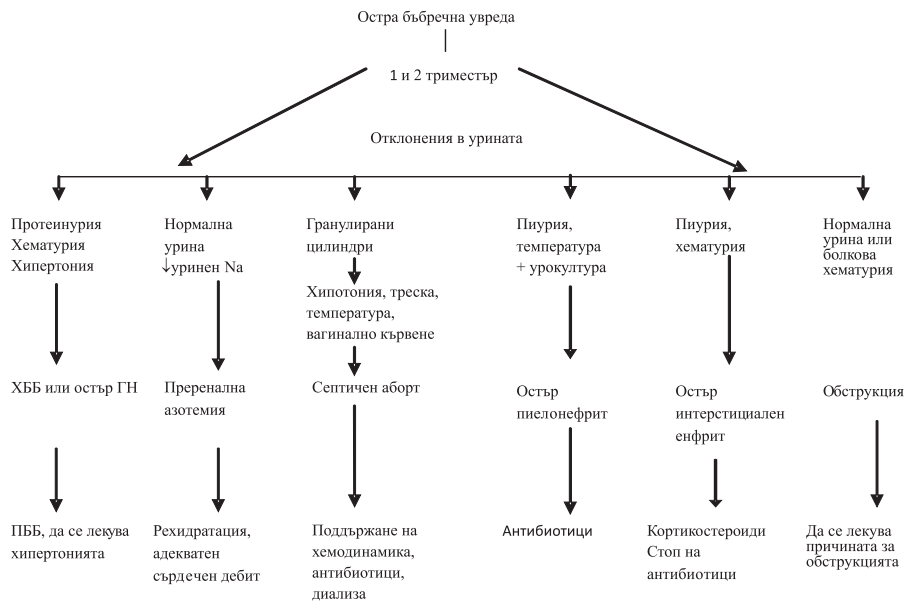 Остра бъбречна увреда
1 и 2 триместър
Отклонения в урината
Протеинурия
Хематурия
Хипертония
Нормална
урина
↓уринен Na
Гранулирани
цилиндри
Пиурия,
температура
+ урокултура
Пиурия,
хематурия
Нормална
урина или
болкова
хематурия
Хипотония, треска,
температура,
вагинално кървене
ХББ или остър ГН
Преренална
азотемия
Септичен аборт
Остър
пиелонефрит
Остър
интерстициален
енфрит
Обструкция
ПББ, да се лекува
хипертонията
Рехидратация,
адекватен
сърдечен дебит
Поддържане на
хемодинамика,
антибиотици,
диализа
Антибиотици
Кортикостероиди
Стоп на
антибиотици
Да се лекува
причината за
обструкцията